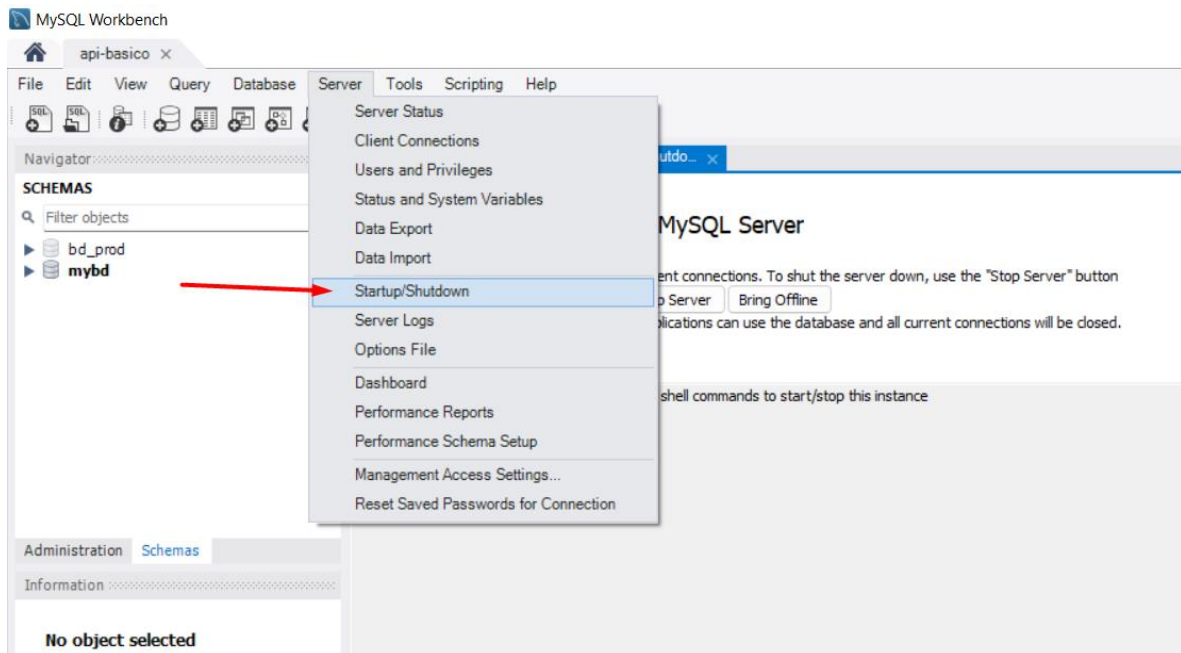 MySQL Workbench
api-basico
File Edit View Query Database Server Tools Scripting Help
Navigator
SCHEMAS
Filter objects
bd_prod
mybd
Server Status
Client Connections
Users and Privileges
Status and System Variables
Data Export
Data Import
Startup/Shutdown
Server Logs
Options File
Dashboard
Performance Reports
Performance Schema Setup
Management Access Settings...
Reset Saved Passwords for Connection
MySQL Server
connections. To shut the server down, use the "Stop Server" button
Server Bring Offline
can use the database and all current connections will be closed.
shell commands to start/stop this instance
Administration Schemas
Information
No object selected